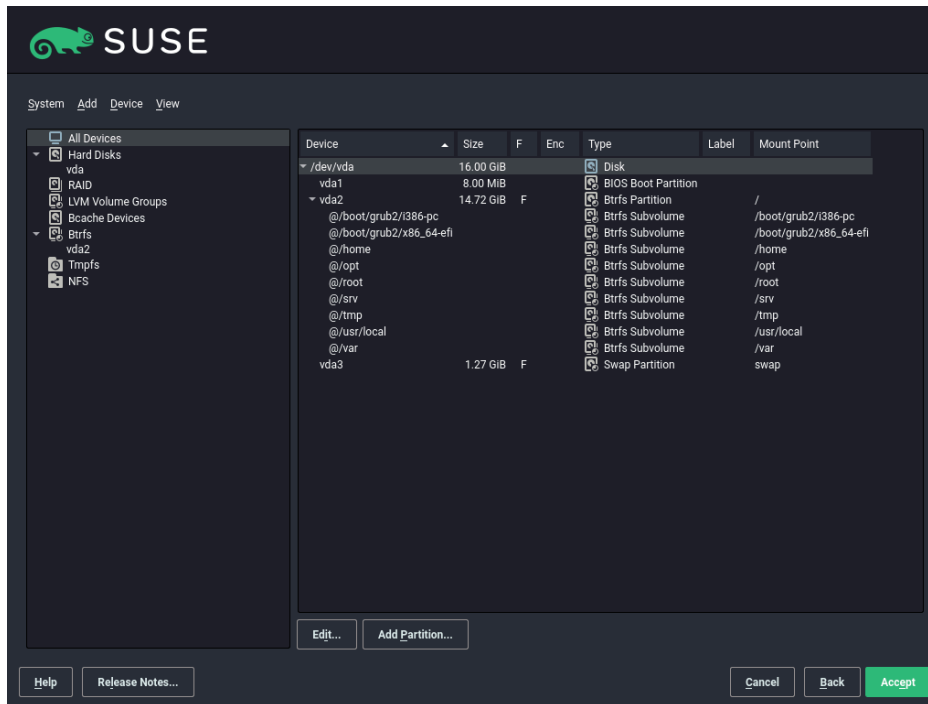 SUSE
System Add Device View
All Devices
Hard Disks
vda
RAID
LVM Volume Groups
Bcache Devices
Btrfs
vda2
Tmpfs
NFS
Device Size F Enc Type Label Mount Point
/dev/vda 16.00 GiB Disk
vda1 8.00 MiB BIOS Boot Partition
vda2 14.72 GiB F Btrfs Partition /
@/boot/grub2/i386-pc Btrfs Subvolume /boot/grub2/i386-pc
@/boot/grub2/x86_64-efi Btrfs Subvolume /boot/grub2/x86_64-efi
@/home Btrfs Subvolume /home
@/opt Btrfs Subvolume /opt
@/root Btrfs Subvolume /root
@/srv Btrfs Subvolume /srv
@/tmp Btrfs Subvolume /tmp
@/usr/local Btrfs Subvolume /usr/local
@/var Btrfs Subvolume /var
vda3 1.27 GiB F Swap Partition swap
Edit... Add Partition...
Help Release Notes... Cancel Back Accept